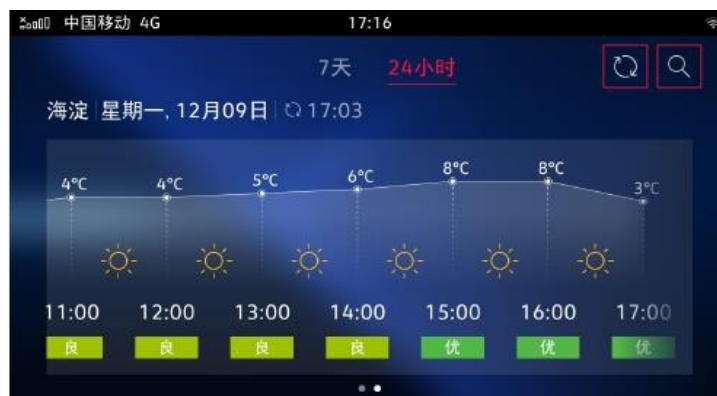 中国移动 4G 17:16
7天 24小时
海淀 星期一, 12月09日 17:03
4°C 4°C 5°C 6°C 8°C 8°C 3°C
11:00 12:00 13:00 14:00 15:00 16:00 17:00
良 良 良 良 优 优 优